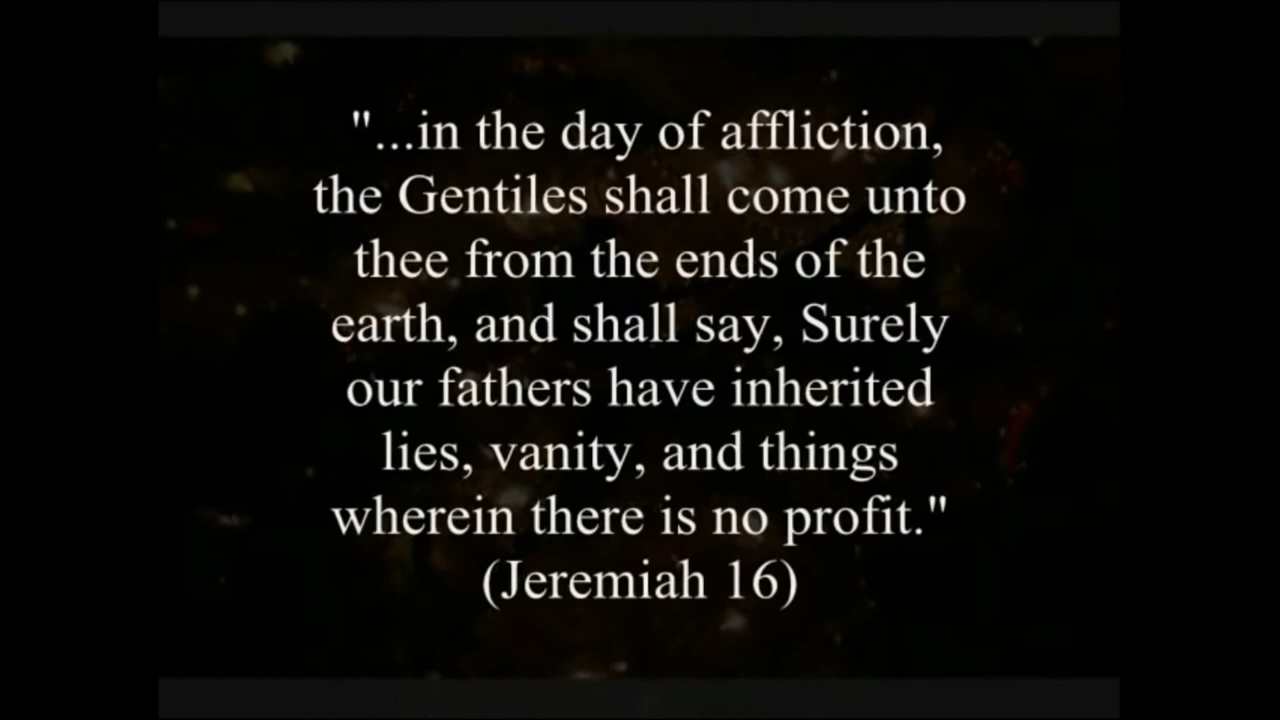 "...in the day of affliction,
the Gentiles shall come unto
thee from the ends of the
earth, and shall say, Surely
our fathers have inherited
lies, vanity, and things
wherein there is no profit."
(Jeremiah 16)